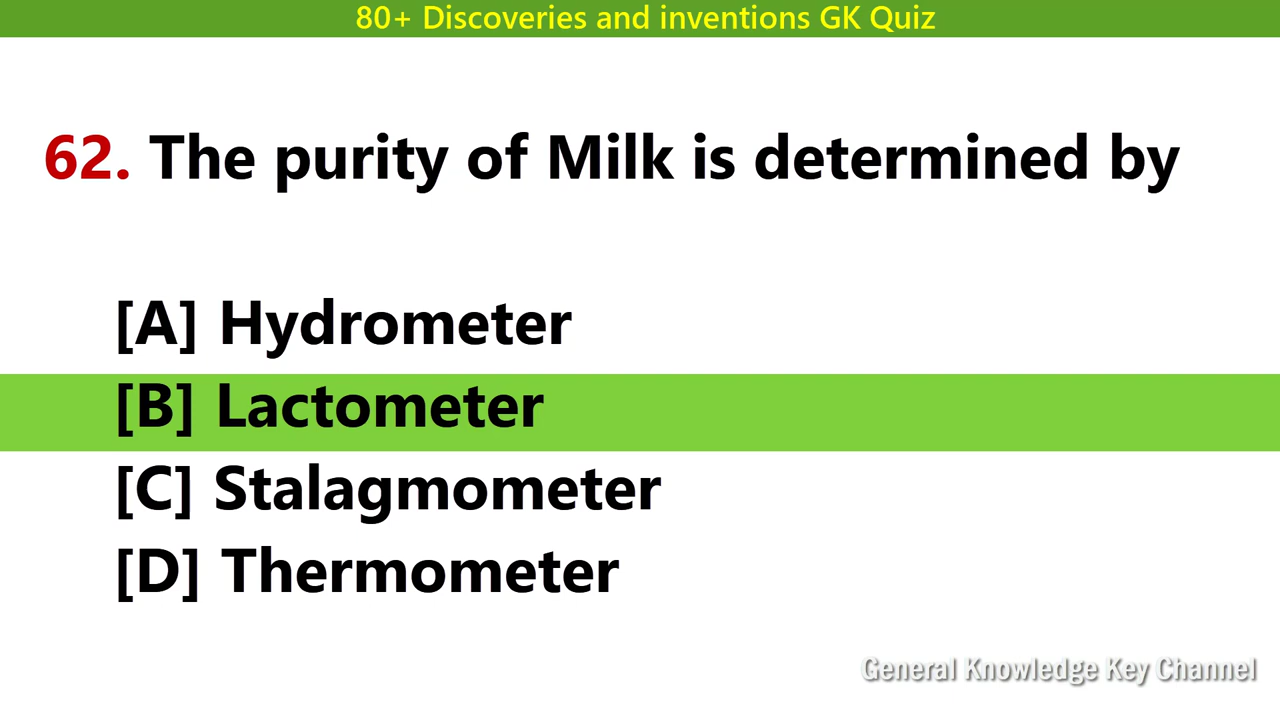 80+ Discoveries and inventions GK Quiz
62. The purity of Milk is determined by
[A] Hydrometer
[B] Lactometer
[C] Stalagmometer
[D] Thermometer
General Knowledge Key Channel